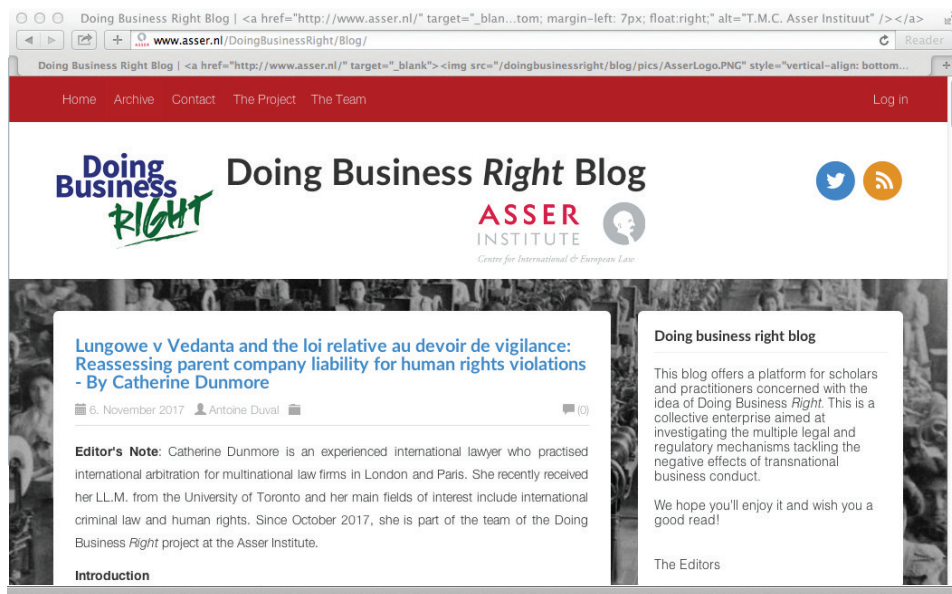 Doing Business Right Blog | <a href="http://www.asser.nl/" target="_blan...tom; margin-left: 7px; float:right;" alt="T.M.C. Asser Instituut" /></a>
www.asser.nl/DoingBusinessRight/Blog/
Reader
Doing Business Right Blog | <a href="http://www.asser.nl/" target="_blank"><img src="/doingbusinessright/blog/pics/AsserLogo.PNG" style="vertical-align: bottom...
Home Archive Contact The Project The Team Log in
Doing
Business
RIGHT
Doing Business Right Blog
ASSER
INSTITUTE
Centre for International & European Law
Lungowe v Vedanta and the loi relative au devoir de vigilance:
Reassessing parent company liability for human rights violations
- By Catherine Dunmore
6. November 2017 Antoine Duval (0)
Editor's Note: Catherine Dunmore is an experienced international lawyer who practised
international arbitration for multinational law firms in London and Paris. She recently received
her LL.M. from the University of Toronto and her main fields of interest include international
criminal law and human rights. Since October 2017, she is part of the team of the Doing
Business Right project at the Asser Institute.
Introduction
Doing business right blog
This blog offers a platform for scholars
and practitioners concerned with the
idea of Doing Business Right. This is a
collective enterprise aimed at
investigating the multiple legal and
regulatory mechanisms tackling the
negative effects of transnational
business conduct.
We hope you'll enjoy it and wish you a
good read!
The Editors